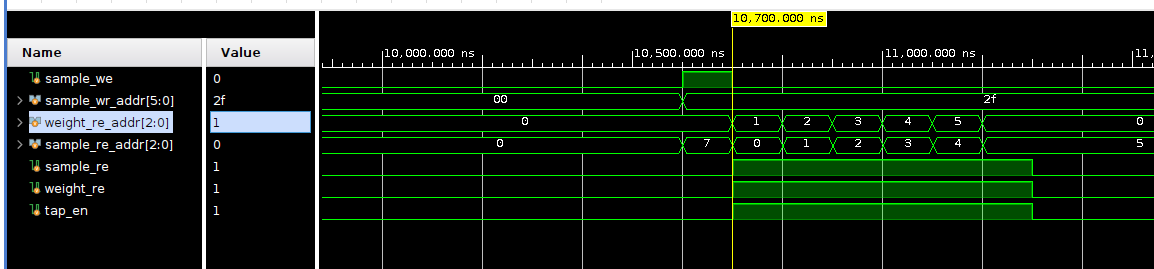 10,700.000 ns
Name Value 10,000.000 ns 10,500.000 ns 11,000.000 ns 11,
sample_we 0
sample_wr_addr[5:0] 2f 00 2f
weight_re_addr[2:0] 1 0 1 2 3 4 5 0
sample_re_addr[2:0] 0 0 7 0 1 2 3 4 5
sample_re 1
weight_re 1
tap_en 1